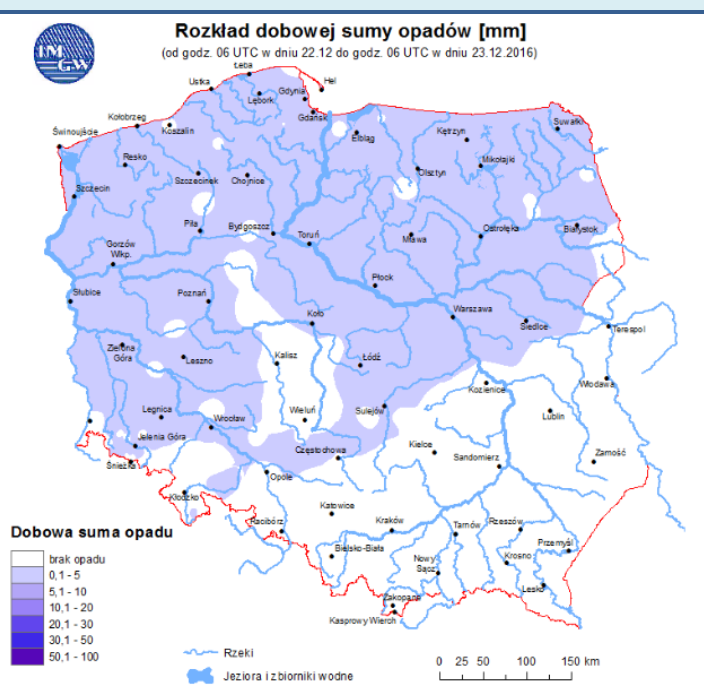 Rozkład dobowej sumy opadów [mm]
(od godz. 06 UTC w dniu 22.12 do godz. 06 UTC w dniu 23.12.2016)
IM
GW
Łeba
Ustka
Hel
Lębork
Gdynia
Gdańsk
Kołobrzeg
Koszalin
Świnoujście
Elbląg
Kętrzyn
Suwałki
Resko
Szczecinek
Chojnice
Olsztyn
Mikołajki
Szczecin
Piła
Bydgoszcz
Toruń
Mława
Ostrołęka
Białystok
Gorzów
Wlkp.
Płock
Słubice
Poznań
Koło
Warszawa
Siedlce
Terespol
Zielona
Góra
Leszno
Kalisz
Łódź
Kozienice
Włodawa
Legnica
Wrocław
Wieluń
Sulejów
Lublin
Jelenia Góra
Śnieżka
Częstochowa
Kielce
Sandomierz
Zamość
Kłodzko
Opole
Racibórz
Katowice
Kraków
Tarnów
Rzeszów
Przemyśl
Bielsko-Biała
Nowy
Sącz
Krosno
Lesko
Zakopane
Kasprowy Wierch
Dobowa suma opadu
brak opadu
0,1 - 5
5,1 - 10
10,1 - 20
20,1 - 30
30,1 - 50
50,1 - 100
Rzeki
Jeziora i zbiorniki wodne
0 25 50 100 150 km